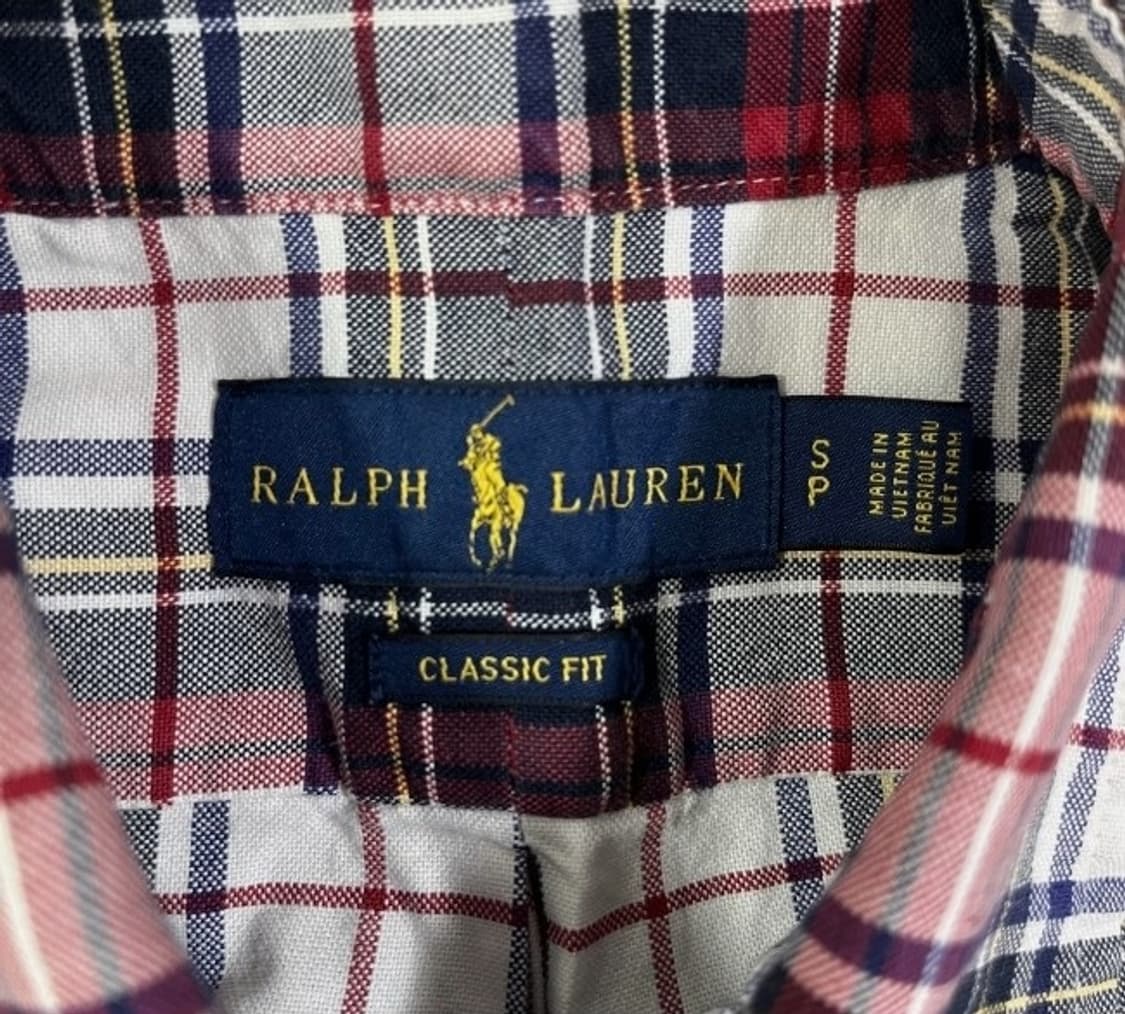 RALPH LAUREN
S
P
MADE IN
VIETNAM
FABRIQUÉ AU
VIÊT NAM
CLASSIC FIT